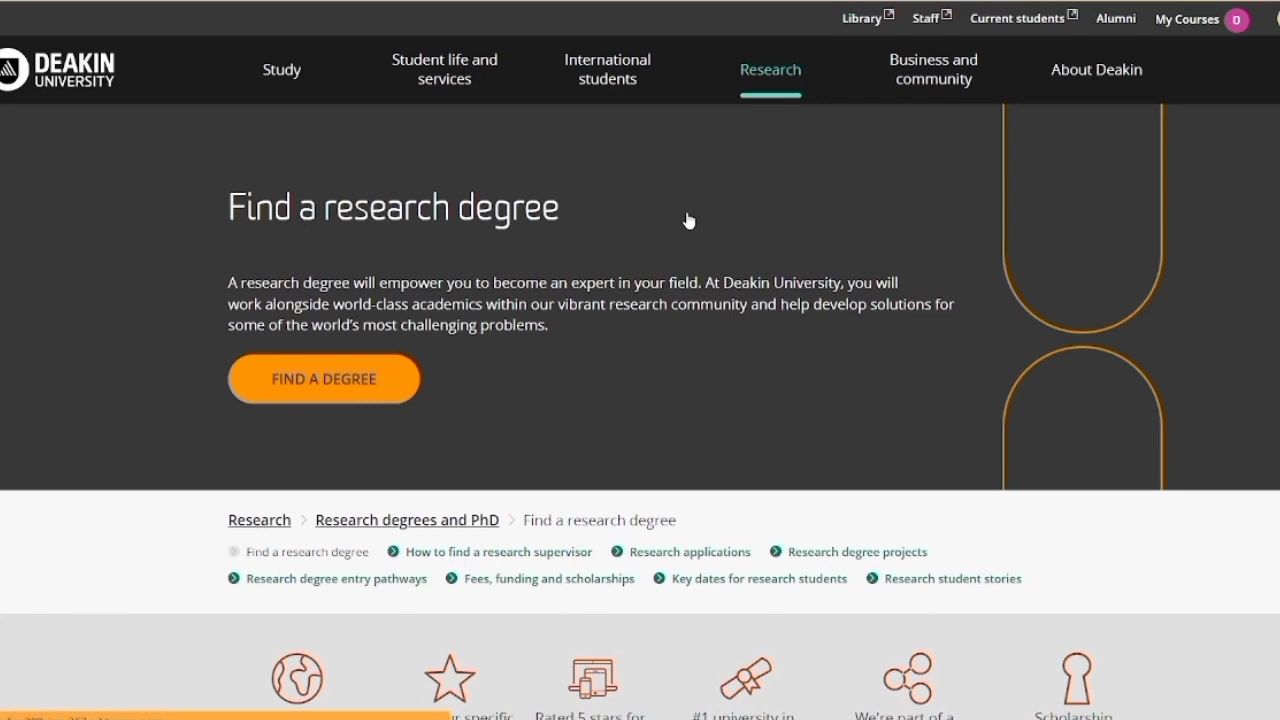 Library Staff Current students Alumni My Courses 0
DEAKIN
UNIVERSITY
Study
Student life and
services
International
students
Research
Business and
community
About Deakin
Find a research degree
A research degree will empower you to become an expert in your field. At Deakin University, you will
work alongside world-class academics within our vibrant research community and help develop solutions for
some of the world's most challenging problems.
FIND A DEGREE
Research > Research degrees and PhD > Find a research degree
Find a research degree How to find a research supervisor Research applications Research degree projects
Research degree entry pathways Fees, funding and scholarships Key dates for research students Research student stories
specific Rated 5 stars for #1 university in We're part of a Scholarship